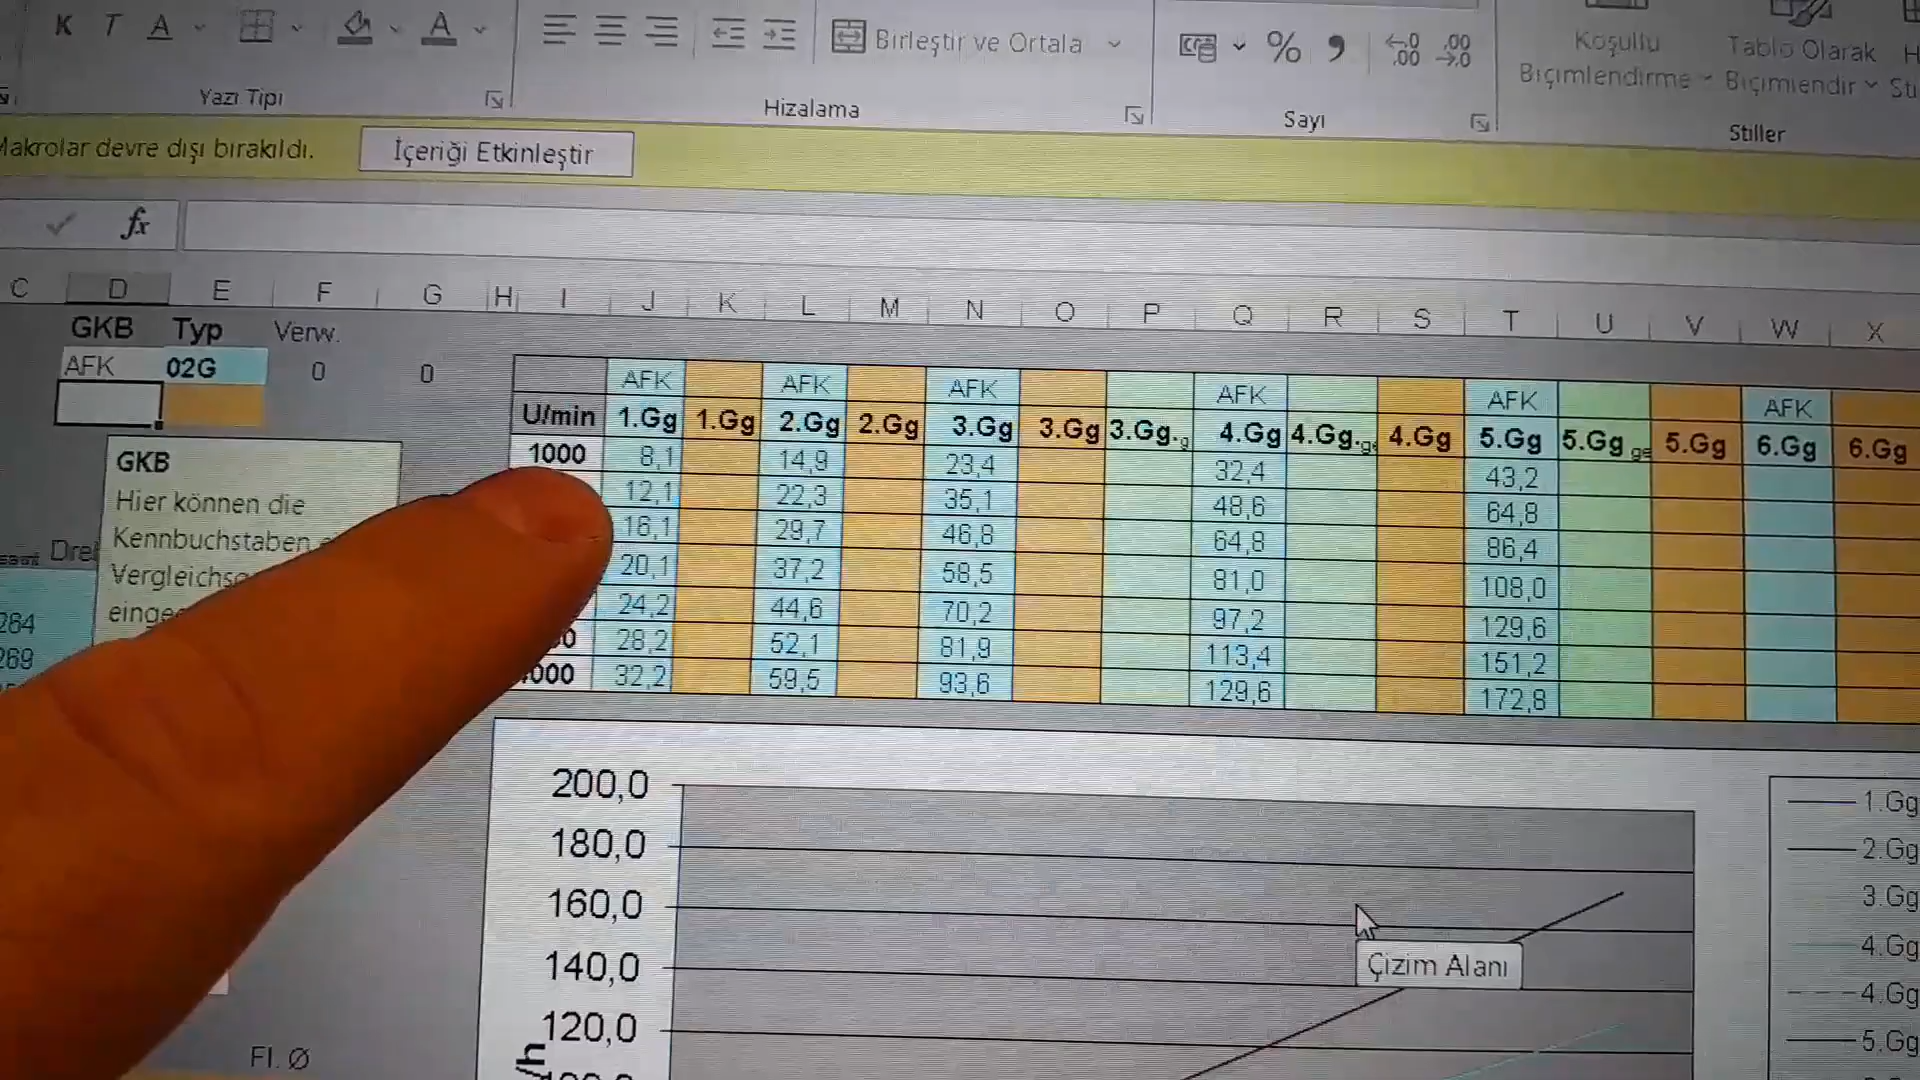 K T A A Birleştir ve Ortala % Koşullu Biçimlendirme Tablo Olarak Biçimlendir
Yazı Tipi Hizalama Sayı Stiller
Makrolar devre dışı bırakıldı. İçeriği Etkinleştir
fx
C D E F G H I J K L M N O P Q R S T U V W X
GKB Typ Verw.
AFK 02G 0 0
AFK AFK AFK AFK AFK AFK
U/min 1.Gg 1.Gg 2.Gg 2.Gg 3.Gg 3.Gg 3.Gg. 4.Gg 4.Gg. 4.Gg 5.Gg 5.Gg 5.Gg 6.Gg 6.Gg
1000 8,1 14,9 23,4 32,4 43,2
12,1 22,3 35,1 48,6 64,8
16,1 29,7 46,8 64,8 86,4
20,1 37,2 58,5 81,0 108,0
24,2 44,6 70,2 97,2 129,6
28,2 52,1 81,9 113,4 151,2
000 32,2 59,5 93,6 129,6 172,8
GKB
Hier können die
Kennbuchstaben
264
269
200,0
180,0
160,0
140,0
120,0
Çizim Alanı
1.Gg
2.Gg
3.Gg
4.Gg
4.Gg
5.Gg
Fl. Ø